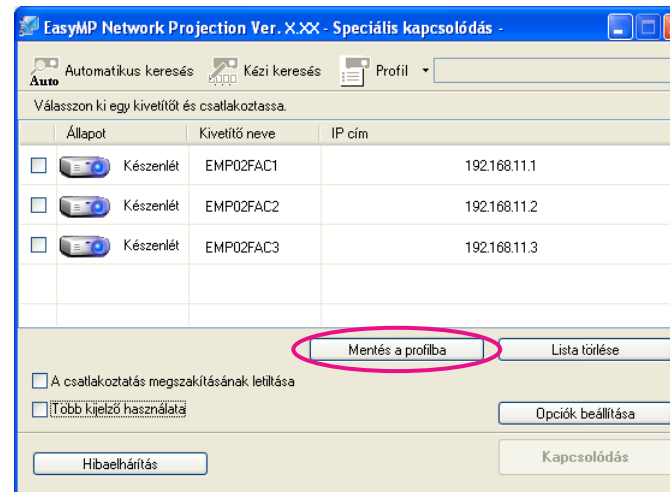 EasyMP Network Projection Ver. X.XX - Speciális kapcsolódás -
Auto Automatikus keresés Kézi keresés Profil
Válasszon ki egy kivetítőt és csatlakoztassa.
Állapot Kivetítő neve IP cím
Készenlét EMP02FAC1 192.168.11.1
Készenlét EMP02FAC2 192.168.11.2
Készenlét EMP02FAC3 192.168.11.3
Mentés a profilba Lista törlése
A csatlakoztatás megszakításának letiltása
Több kijelző használata
Opciók beállítása
Hibaelhárítás Kapcsolódás